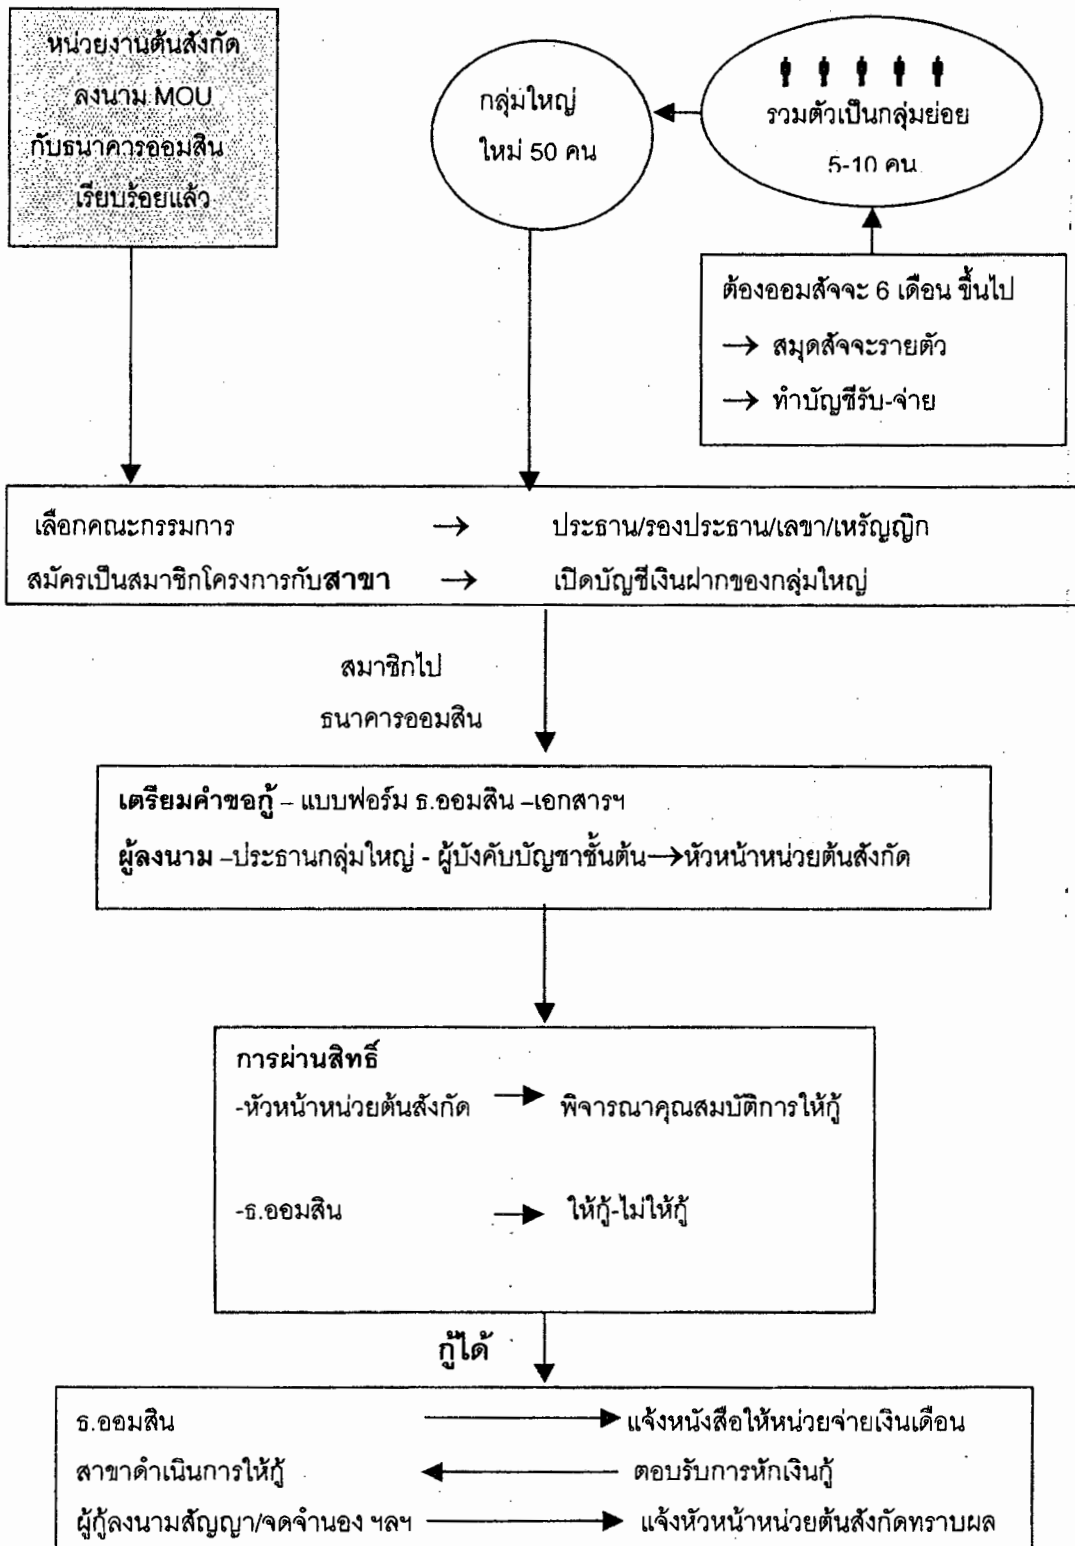 หน่วยงานต้นสังกัด
ลงนาม MOU
กับธนาคารออมสิน
เรียบร้อยแล้ว
กลุ่มใหญ่
ใหม่ 50 คน
รวมตัวเป็นกลุ่มย่อย
5-10 คน
ต้องออมสัจจะ 6 เดือน ขึ้นไป
→ สมุดสัจจะรายตัว
→ ทำบัญชีรับ-จ่าย
เลือกคณะกรรมการ → ประธาน/รองประธาน/เลขา/เหรัญญิก
สมัครเป็นสมาชิกโครงการกับสาขา → เปิดบัญชีเงินฝากของกลุ่มใหญ่
สมาชิกไป
ธนาคารออมสิน
เตรียมคำขอกู้ – แบบฟอร์ม ธ.ออมสิน –เอกสารฯ
ผู้ลงนาม –ประธานกลุ่มใหญ่ - ผู้บังคับบัญชาชั้นต้น→หัวหน้าหน่วยต้นสังกัด
การผ่านสิทธิ์
-หัวหน้าหน่วยต้นสังกัด → พิจารณาคุณสมบัติการให้กู้
-ธ.ออมสิน → ให้กู้-ไม่ให้กู้
กู้ได้
ธ.ออมสิน → แจ้งหนังสือให้หน่วยจ่ายเงินเดือน
สาขาดำเนินการให้กู้ ← ตอบรับการหักเงินกู้
ผู้กู้ลงนามสัญญา/จดจำนอง ฯลฯ → แจ้งหัวหน้าหน่วยต้นสังกัดทราบผล